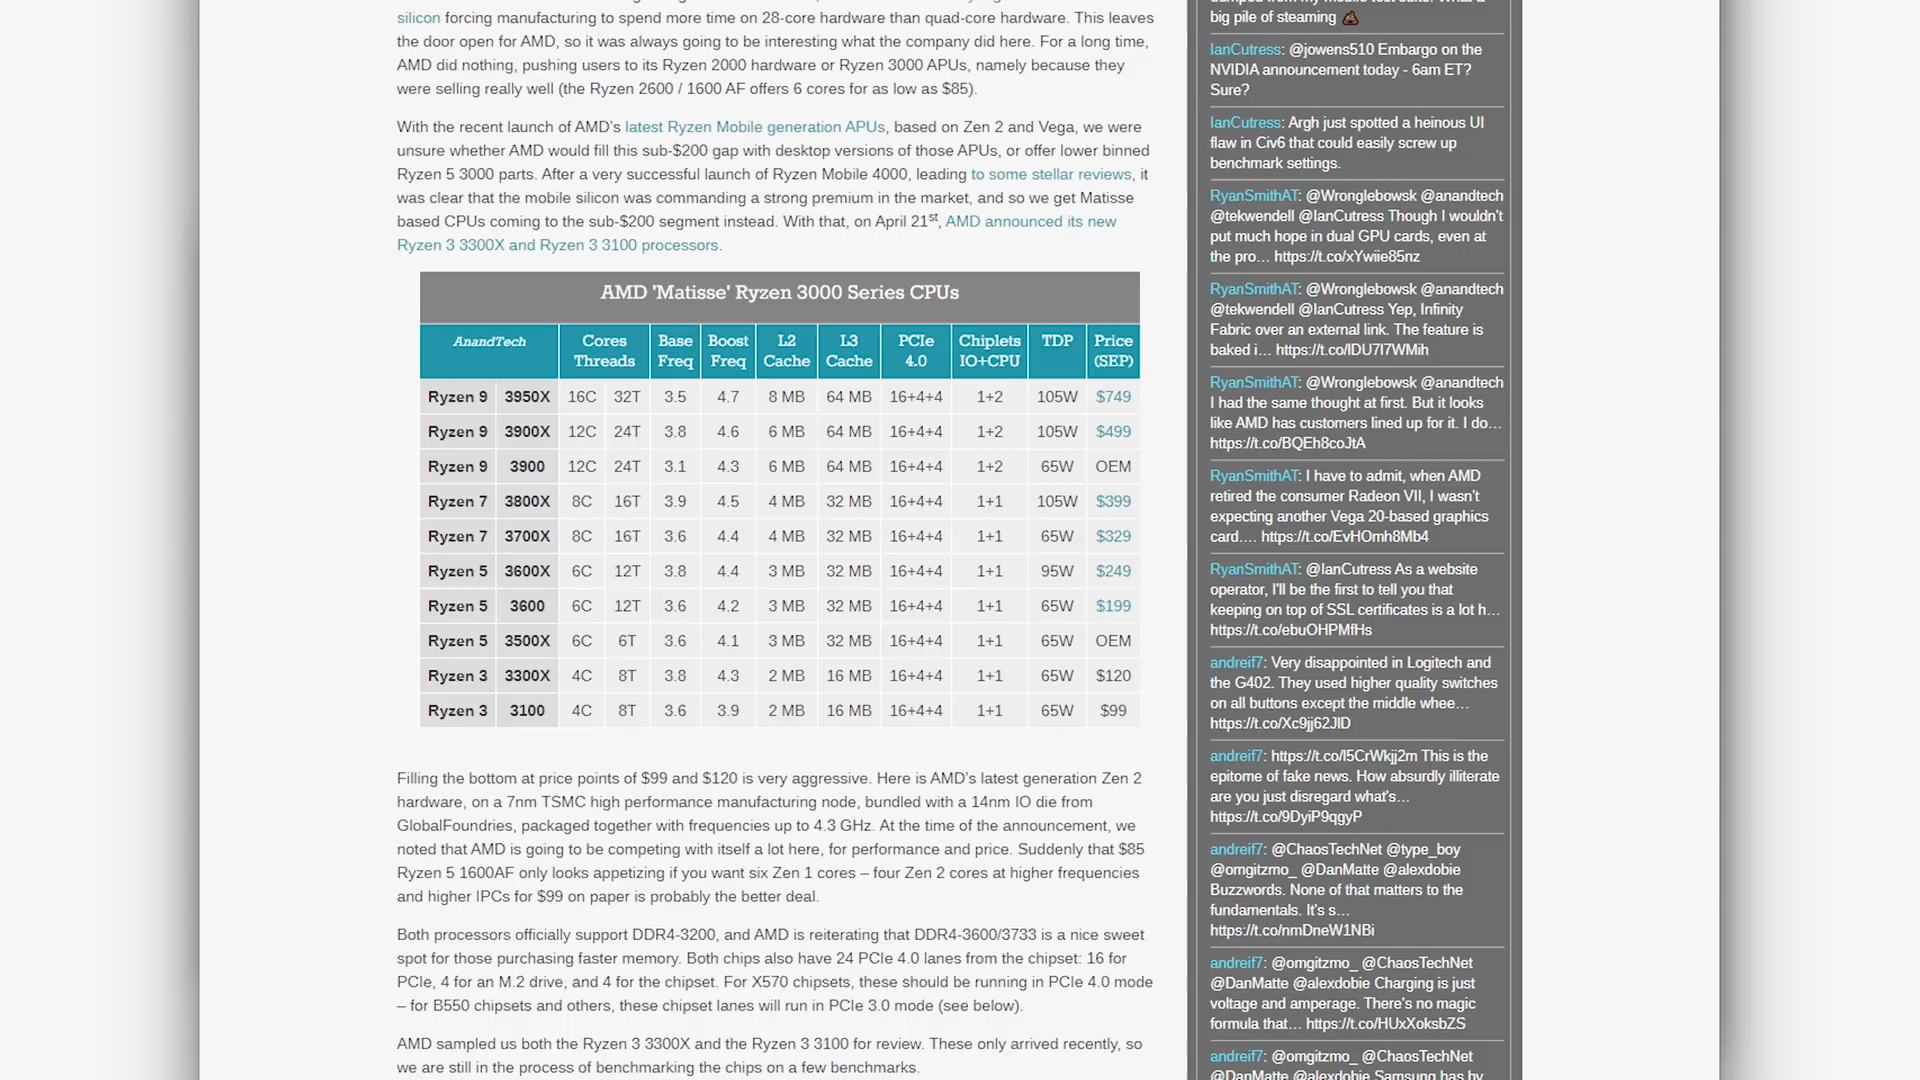 silicon forcing manufacturing to spend more time on 28-core hardware than quad-core hardware. This leaves
the door open for AMD, so it was always going to be interesting what the company did here. For a long time,
AMD did nothing, pushing users to its Ryzen 2000 hardware or Ryzen 3000 APUs, namely because they
were selling really well (the Ryzen 2600 / 1600 AF offers 6 cores for as low as $85).
With the recent launch of AMD's latest Ryzen Mobile generation APUs, based on Zen 2 and Vega, we were
unsure whether AMD would fill this sub-$200 gap with desktop versions of those APUs, or offer lower binned
Ryzen 5 3000 parts. After a very successful launch of Ryzen Mobile 4000, leading to some stellar reviews, it
was clear that the mobile silicon was commanding a strong premium in the market, and so we get Matisse
based CPUs coming to the sub-$200 segment instead. With that, on April 21st, AMD announced its new
Ryzen 3 3300X and Ryzen 3 3100 processors.
AMD 'Matisse' Ryzen 3000 Series CPUs
AnandTech Cores Threads Base Freq Boost Freq L2 Cache L3 Cache PCIe 4.0 Chiplets IO+CPU TDP Price (SEP)
Ryzen 9 3950X 16C 32T 3.5 4.7 8 MB 64 MB 16+4+4 1+2 105W $749
Ryzen 9 3900X 12C 24T 3.8 4.6 6 MB 64 MB 16+4+4 1+2 105W $499
Ryzen 9 3900 12C 24T 3.1 4.3 6 MB 64 MB 16+4+4 1+2 65W OEM
Ryzen 7 3800X 8C 16T 3.9 4.5 4 MB 32 MB 16+4+4 1+1 105W $399
Ryzen 7 3700X 8C 16T 3.6 4.4 4 MB 32 MB 16+4+4 1+1 65W $329
Ryzen 5 3600X 6C 12T 3.8 4.4 3 MB 32 MB 16+4+4 1+1 95W $249
Ryzen 5 3600 6C 12T 3.6 4.2 3 MB 32 MB 16+4+4 1+1 65W $199
Ryzen 5 3500X 6C 6T 3.6 4.1 3 MB 32 MB 16+4+4 1+1 65W OEM
Ryzen 3 3300X 4C 8T 3.8 4.3 2 MB 16 MB 16+4+4 1+1 65W $120
Ryzen 3 3100 4C 8T 3.6 3.9 2 MB 16 MB 16+4+4 1+1 65W $99
Filling the bottom at price points of $99 and $120 is very aggressive. Here is AMD's latest generation Zen 2
hardware, on a 7nm TSMC high performance manufacturing node, bundled with a 14nm IO die from
GlobalFoundries, packaged together with frequencies up to 4.3 GHz. At the time of the announcement, we
noted that AMD is going to be competing with itself a lot here, for performance and price. Suddenly that $85
Ryzen 5 1600AF only looks appetizing if you want six Zen 1 cores – four Zen 2 cores at higher frequencies
and higher IPCs for $99 on paper is probably the better deal.
Both processors officially support DDR4-3200, and AMD is reiterating that DDR4-3600/3733 is a nice sweet
spot for those purchasing faster memory. Both chips also have 24 PCIe 4.0 lanes from the chipset: 16 for
PCIe, 4 for an M.2 drive, and 4 for the chipset. For X570 chipsets, these should be running in PCIe 4.0 mode
– for B550 chipsets and others, these chipset lanes will run in PCIe 3.0 mode (see below).
AMD sampled us both the Ryzen 3 3300X and the Ryzen 3 3100 for review. These only arrived recently, so
we are still in the process of benchmarking the chips on a few benchmarks.
big pile of steaming 💩
IanCutress: @jowens510 Embargo on the
NVIDIA announcement today - 6am ET?
Sure?
IanCutress: Argh just spotted a heinous UI
flaw in Civ6 that could easily screw up
benchmark settings.
RyanSmithAT: @Wronglebowsk @anandtech
@tekwendell @IanCutress Though I wouldn't
put much hope in dual GPU cards, even at
the pro… https://t.co/xYwiie85nz
RyanSmithAT: @Wronglebowsk @anandtech
@tekwendell @IanCutress Yep, Infinity
Fabric over an external link. The feature is
baked i… https://t.co/lDU7I7WMih
RyanSmithAT: @Wronglebowsk @anandtech
I had the same thought at first. But it looks
like AMD has customers lined up for it. I do…
https://t.co/BQEh8coJtA
RyanSmithAT: I have to admit, when AMD
retired the consumer Radeon VII, I wasn't
expecting another Vega 20-based graphics
card.… https://t.co/EvHOmh8Mb4
RyanSmithAT: @IanCutress As a website
operator, I'll be the first to tell you that
keeping on top of SSL certificates is a lot h…
https://t.co/ebuOHPMfHs
andreif7: Very disappointed in Logitech and
the G402. They used higher quality switches
on all buttons except the middle whee…
https://t.co/Xc9jj62JlD
andreif7: https://t.co/l5CrWkjj2m This is the
epitome of fake news. How absurdly illiterate
are you just disregard what's…
https://t.co/9DyiP9qgyP
andreif7: @ChaosTechNet @type_boy
@omgitzmo_ @DanMatte @alexdobie
Buzzwords. None of that matters to the
fundamentals. It's s…
https://t.co/nmDneW1NBi
andreif7: @omgitzmo_ @ChaosTechNet
@DanMatte @alexdobie Charging is just
voltage and amperage. There's no magic
formula that… https://t.co/HUxXoksbZS
andreif7: @omgitzmo_ @ChaosTechNet
@DanMatte @alexdobie Samsung has by